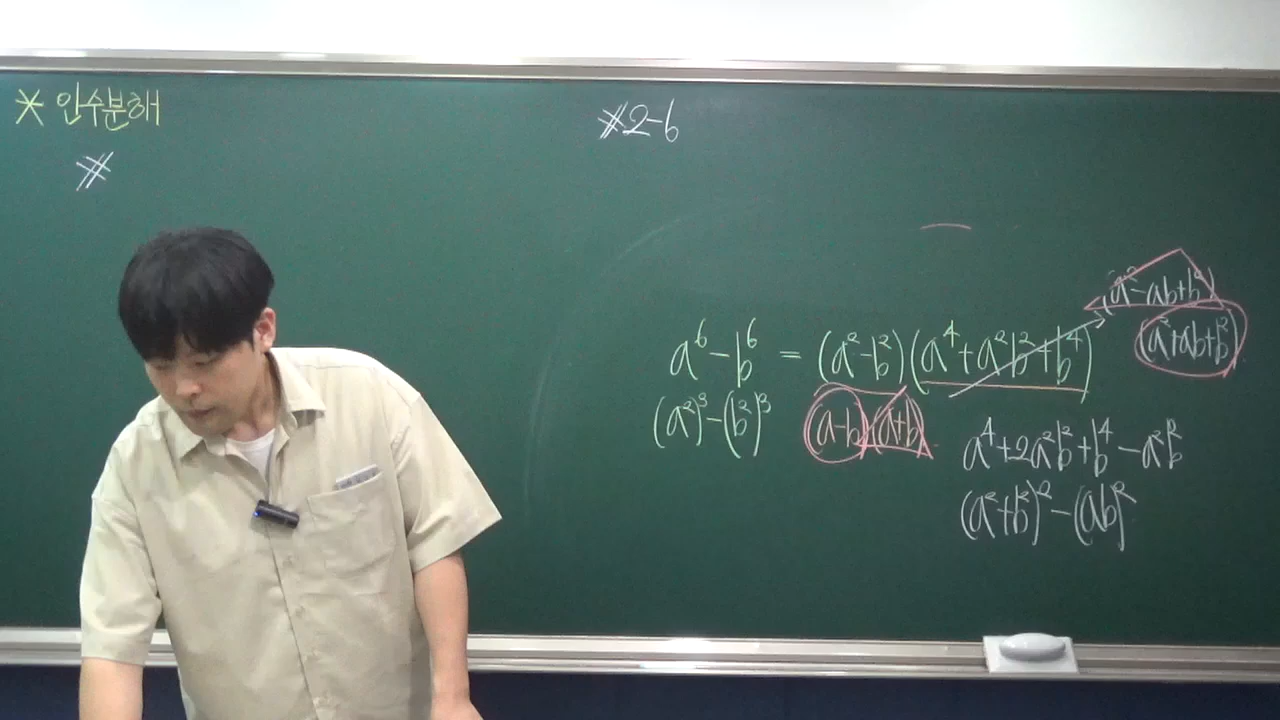 * 인수분해
#
#2-6
(a²-ab+b²)
a⁶-b⁶ = (a²-b²)(a⁴+a²b²+b⁴) (a²+ab+b²)
(a²)³-(b²)³ (a-b)(a+b)
a⁴+2a²b²+b⁴-a²b²
(a²+b²)²-(ab)²